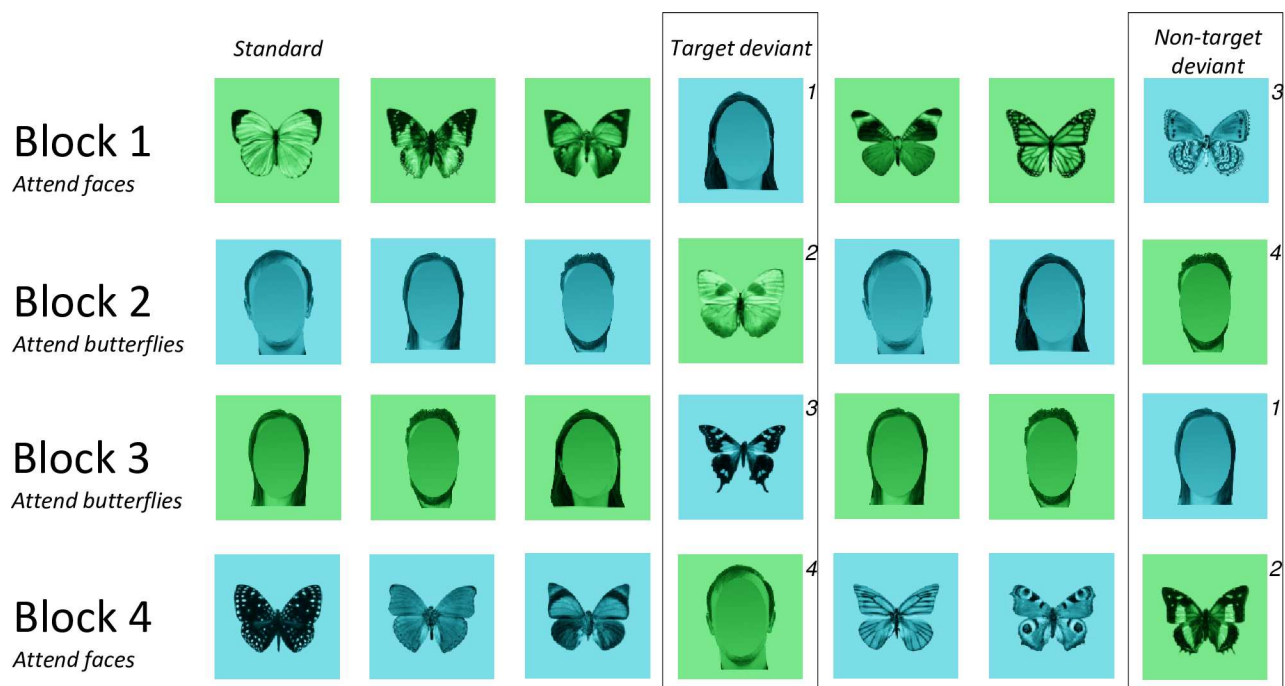 Standard
Target deviant
Non-target
deviant
Block 1
Attend faces
1
3
Block 2
Attend butterflies
2
4
Block 3
Attend butterflies
3
1
Block 4
Attend faces
4
2